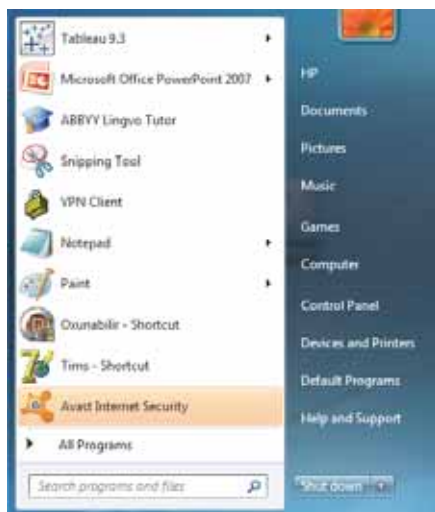 Tableau 9.3
Microsoft Office PowerPoint 2007
ABBYY Lingvo Tutor
Snipping Tool
VPN Client
Notepad
Paint
Oxunabilir - Shortcut
Tims - Shortcut
Avast Internet Security
All Programs
Search programs and files
HP
Documents
Pictures
Music
Games
Computer
Control Panel
Devices and Printers
Default Programs
Help and Support
Shut down